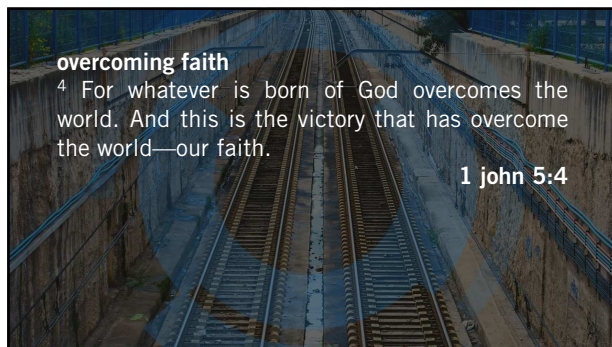 overcoming faith
4 For whatever is born of God overcomes the
world. And this is the victory that has overcome
the world—our faith.
1 john 5:4